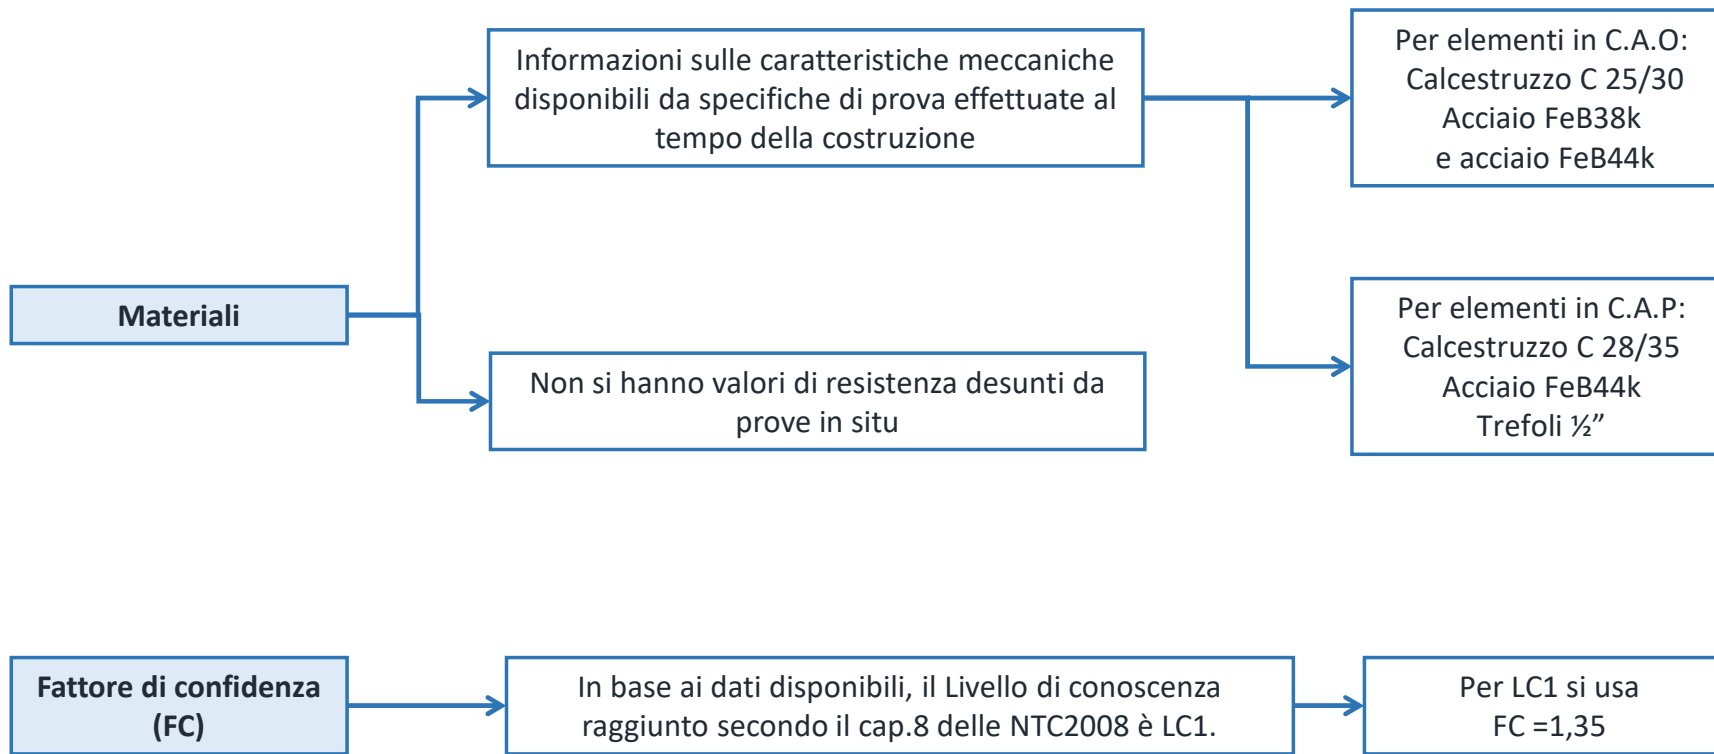 Materiali
Informazioni sulle caratteristiche meccaniche
disponibili da specifiche di prova effettuate al
tempo della costruzione
Per elementi in C.A.O:
Calcestruzzo C 25/30
Acciaio FeB38k
e acciaio FeB44k
Per elementi in C.A.P:
Calcestruzzo C 28/35
Acciaio FeB44k
Trefoli ½”
Non si hanno valori di resistenza desunti da
prove in situ
Fattore di confidenza
(FC)
In base ai dati disponibili, il Livello di conoscenza
raggiunto secondo il cap.8 delle NTC2008 è LC1.
Per LC1 si usa
FC =1,35